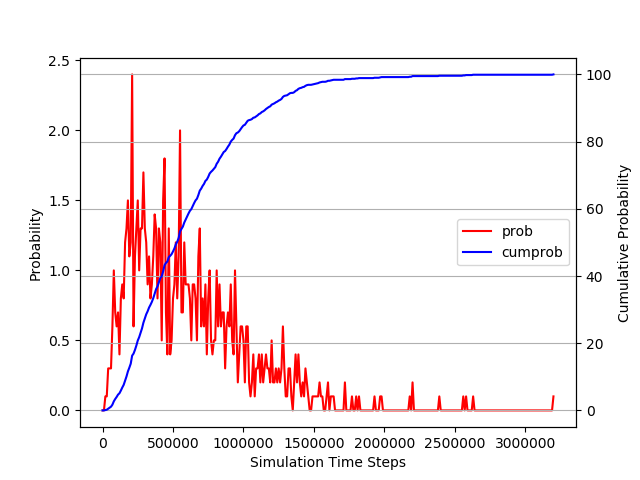 2.5
2.0
1.5
1.0
0.5
0.0
Probability
100
80
60
40
20
0
Cumulative Probability
prob
cumprob
0 500000 1000000 1500000 2000000 2500000 3000000
Simulation Time Steps